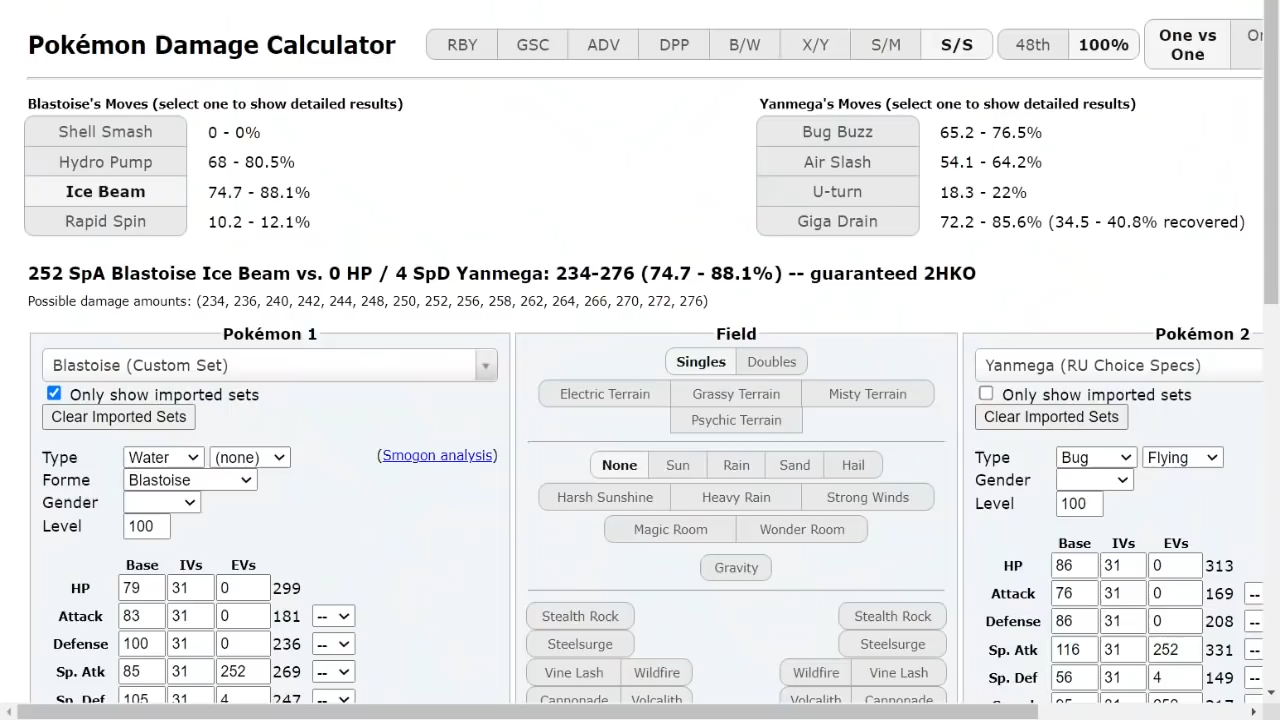 Pokémon Damage Calculator RBY GSC ADV DPP B/W X/Y S/M S/S 48th 100% One vs One
Blastoise's Moves (select one to show detailed results) Yanmega's Moves (select one to show detailed results)
Shell Smash 0 - 0% Bug Buzz 65.2 - 76.5%
Hydro Pump 68 - 80.5% Air Slash 54.1 - 64.2%
Ice Beam 74.7 - 88.1% U-turn 18.3 - 22%
Rapid Spin 10.2 - 12.1% Giga Drain 72.2 - 85.6% (34.5 - 40.8% recovered)
252 SpA Blastoise Ice Beam vs. 0 HP / 4 SpD Yanmega: 234-276 (74.7 - 88.1%) -- guaranteed 2HKO
Possible damage amounts: (234, 236, 240, 242, 244, 248, 250, 252, 256, 258, 262, 264, 266, 270, 272, 276)
Pokémon 1
Blastoise (Custom Set)
Only show imported sets
Clear Imported Sets
Type Water (none) (Smogon analysis)
Forme Blastoise
Gender
Level 100
Base IVs EVs
HP 79 31 0 299
Attack 83 31 0 181 --
Defense 100 31 0 236 --
Sp. Atk 85 31 252 269 --
Sp. Def 105 31 4 247
Field
Singles Doubles
Electric Terrain Grassy Terrain Misty Terrain
Psychic Terrain
None Sun Rain Sand Hail
Harsh Sunshine Heavy Rain Strong Winds
Magic Room Wonder Room
Gravity
Stealth Rock Stealth Rock
Steelsurge Steelsurge
Vine Lash Wildfire Wildfire Vine Lash
Cannonade Volcalith Volcalith Cannonade
Pokémon 2
Yanmega (RU Choice Specs)
Only show imported sets
Clear Imported Sets
Type Bug Flying
Gender
Level 100
Base IVs EVs
HP 86 31 0 313
Attack 76 31 0 169 --
Defense 86 31 0 208 --
Sp. Atk 116 31 252 331 --
Sp. Def 56 31 4 149 --